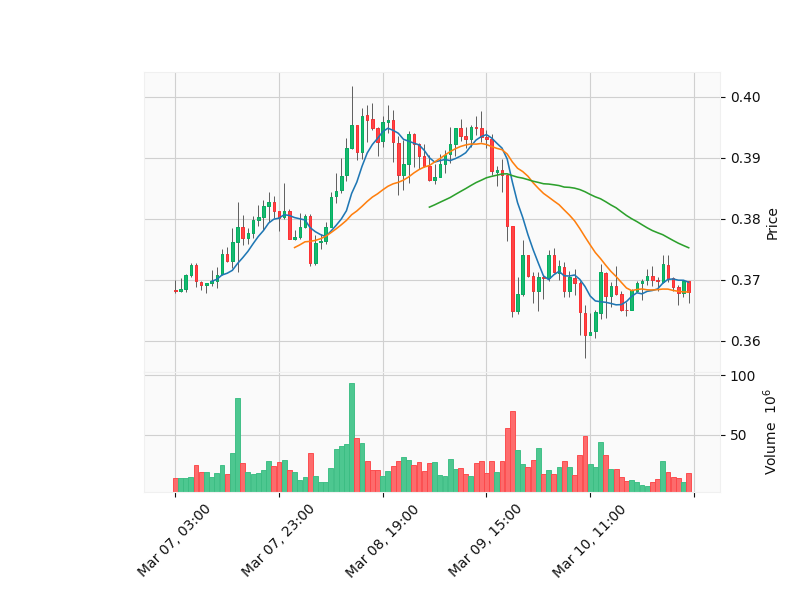 0.40
0.39
0.38
0.37
0.36
Price
100
50
Volume 10^6
Mar 07, 03:00
Mar 07, 23:00
Mar 08, 19:00
Mar 09, 15:00
Mar 10, 11:00